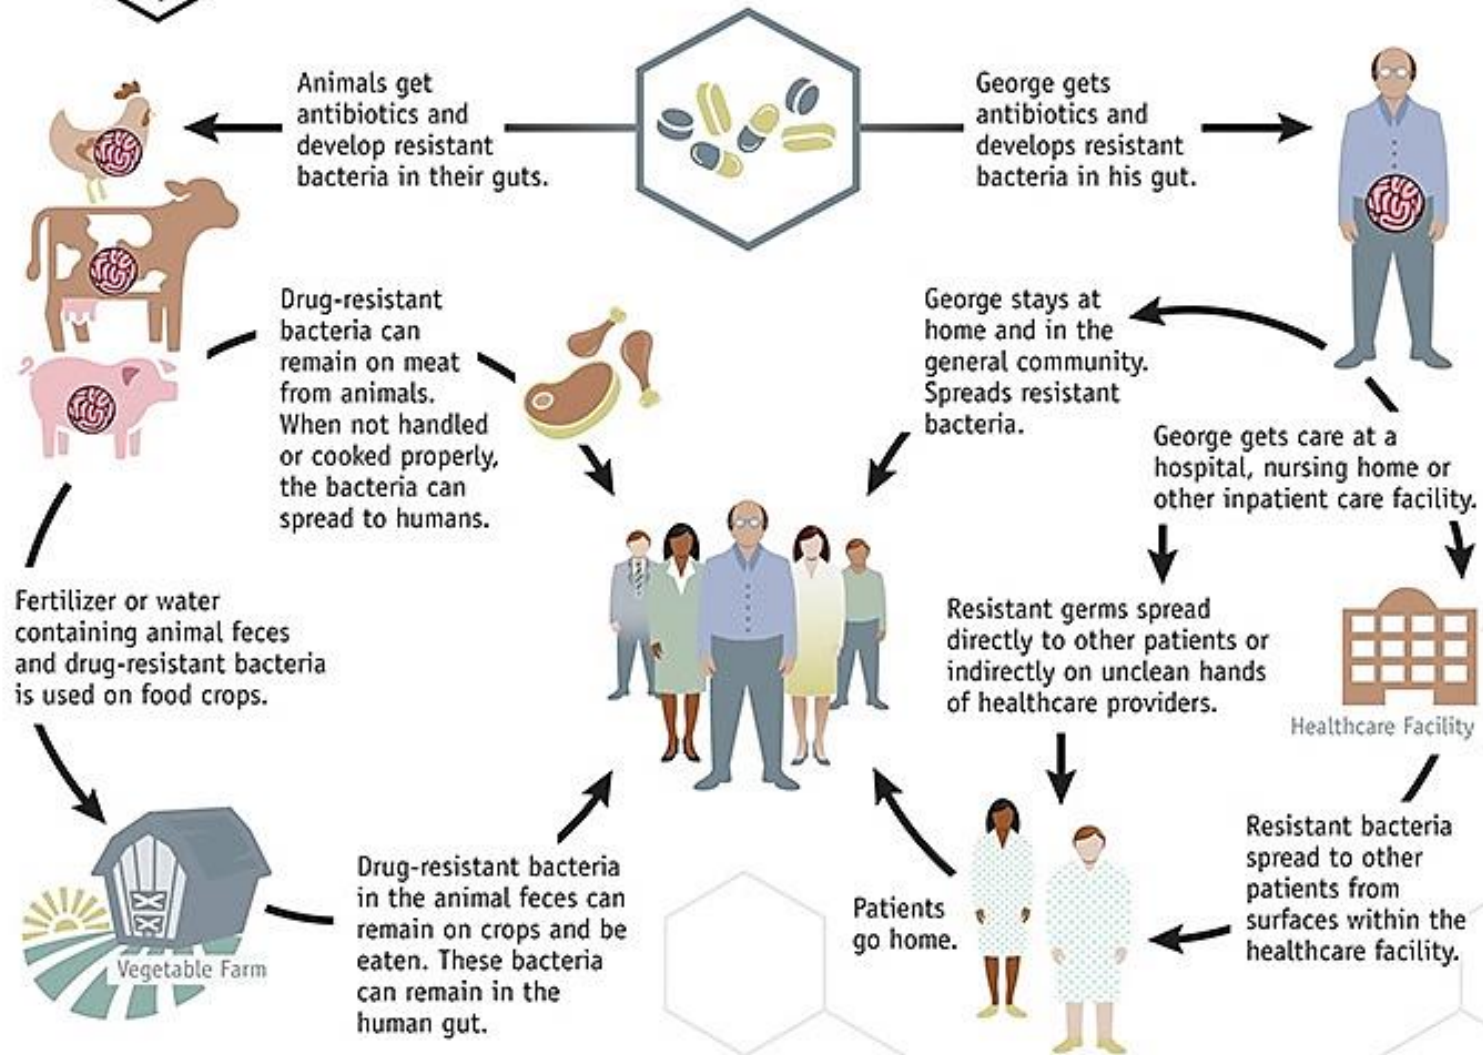 Animals get
antibiotics and
develop resistant
bacteria in their guts.
George gets
antibiotics and
develops resistant
bacteria in his gut.
Drug-resistant
bacteria can
remain on meat
from animals.
When not handled
or cooked properly,
the bacteria can
spread to humans.
George stays at
home and in the
general community.
Spreads resistant
bacteria.
George gets care at a
hospital, nursing home or
other inpatient care facility.
Fertilizer or water
containing animal feces
and drug-resistant bacteria
is used on food crops.
Resistant germs spread
directly to other patients or
indirectly on unclean hands
of healthcare providers.
Healthcare Facility
Vegetable Farm
Drug-resistant bacteria
in the animal feces can
remain on crops and be
eaten. These bacteria
can remain in the
human gut.
Patients
go home.
Resistant bacteria
spread to other
patients from
surfaces within the
healthcare facility.